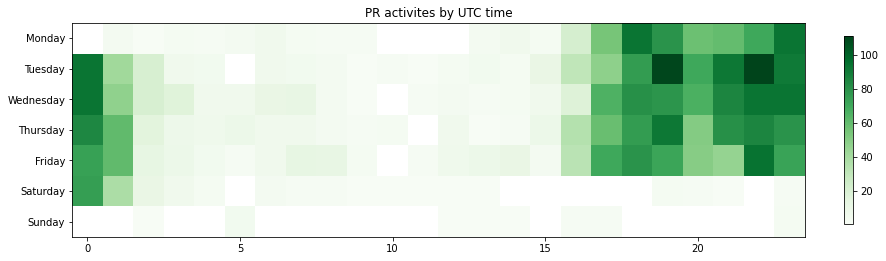 PR activites by UTC time
Monday
Tuesday
Wednesday
Thursday
Friday
Saturday
Sunday
0 5 10 15 20
100
80
60
40
20